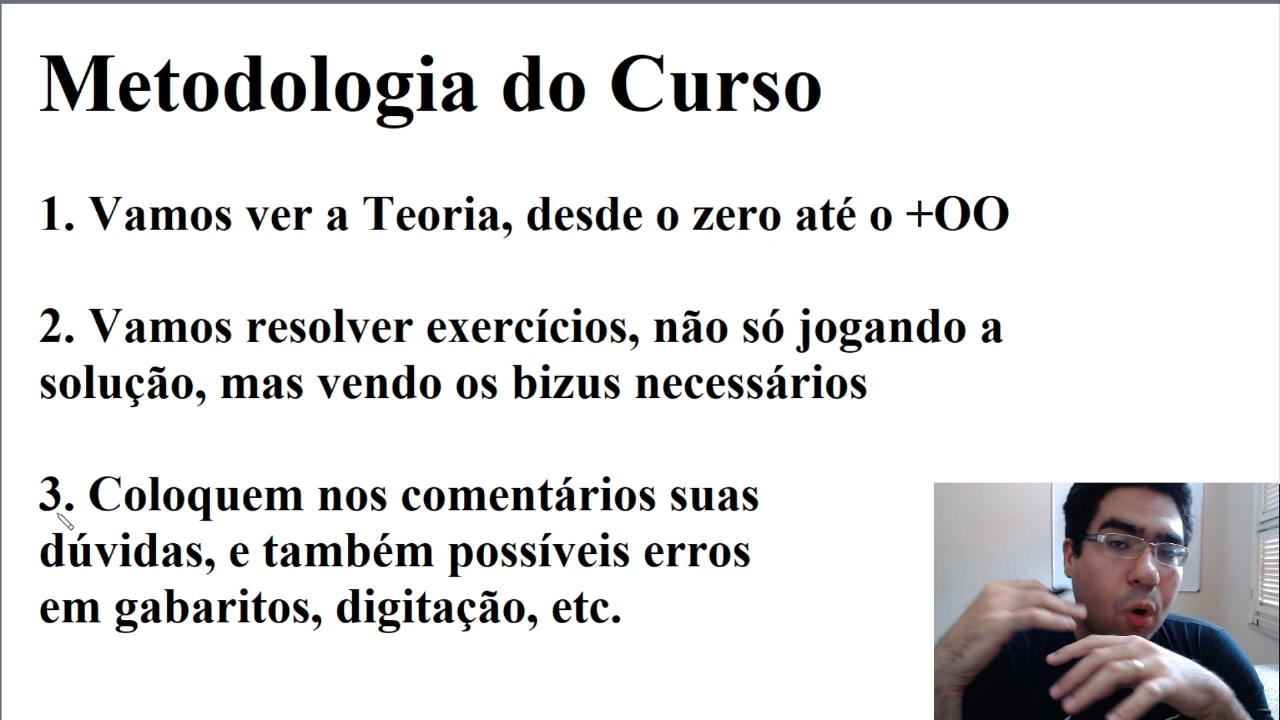 Metodologia do Curso
1. Vamos ver a Teoria, desde o zero até o +OO
2. Vamos resolver exercícios, não só jogando a
solução, mas vendo os bizus necessários
3. Coloquem nos comentários suas
dúvidas, e também possíveis erros
em gabaritos, digitação, etc.